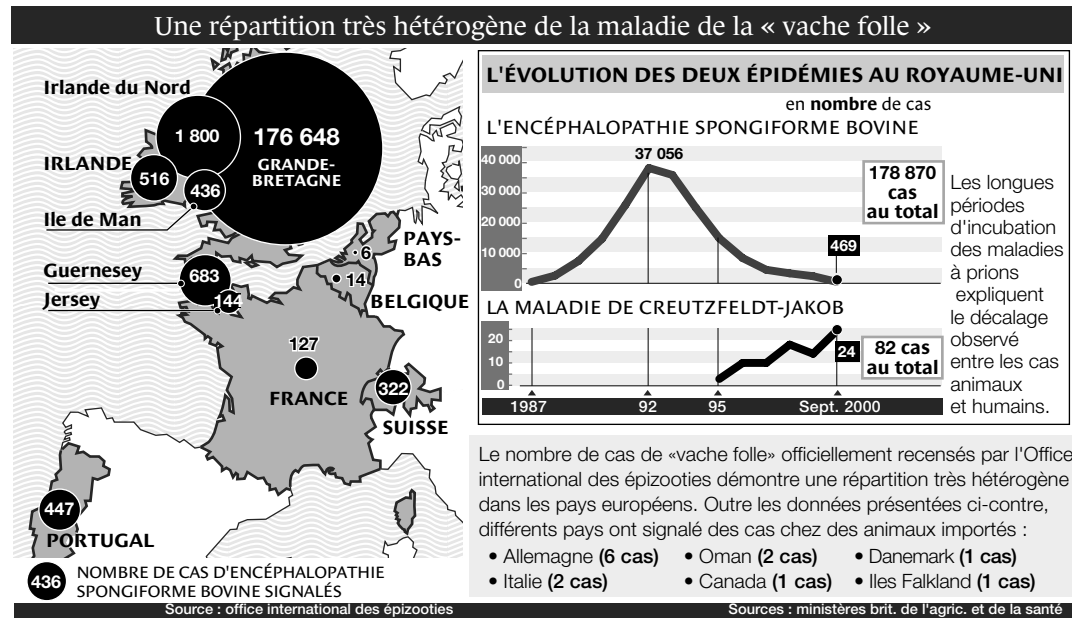 Une répartition très hétérogène de la maladie de la « vache folle »
Irlande du Nord
1 800
176 648
GRANDE-
BRETAGNE
IRLANDE
516
436
Ile de Man
PAYS-
BAS
6
Guernesey
683
14
BELGIQUE
Jersey
144
127
FRANCE
322
SUISSE
447
PORTUGAL
436
NOMBRE DE CAS D'ENCÉPHALOPATHIE
SPONGIFORME BOVINE SIGNALÉS
Source : office international des épizooties
L'ÉVOLUTION DES DEUX ÉPIDÉMIES AU ROYAUME-UNI
en nombre de cas
L'ENCÉPHALOPATHIE SPONGIFORME BOVINE
40 000
30 000
20 000
10 000
0
37 056
178 870
cas
au total
469
LA MALADIE DE CREUTZFELDT-JAKOB
20
10
0
24
82 cas
au total
1987
92
95
Sept. 2000
Les longues
périodes
d'incubation
des maladies
à prions
expliquent
le décalage
observé
entre les cas
animaux
et humains.
Le nombre de cas de «vache folle» officiellement recensés par l'Office
international des épizooties démontre une répartition très hétérogène
dans les pays européens. Outre les données présentées ci-contre,
différents pays ont signalé des cas chez des animaux importés :
• Allemagne (6 cas) • Oman (2 cas) • Danemark (1 cas)
• Italie (2 cas) • Canada (1 cas) • Iles Falkland (1 cas)
Sources : ministères brit. de l'agric. et de la santé